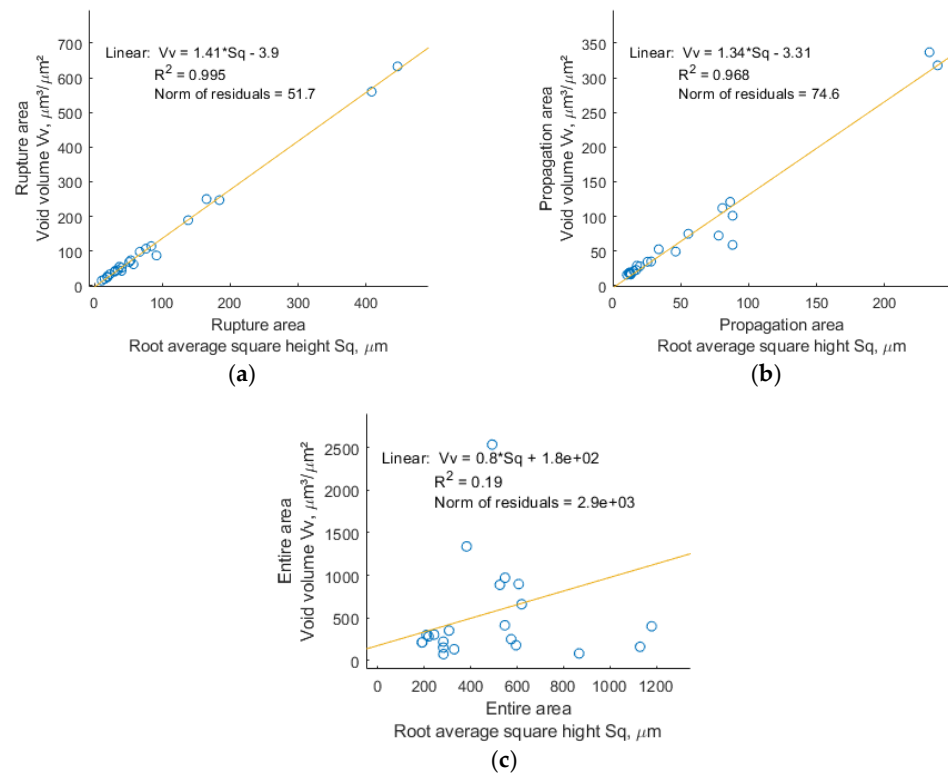 Linear: Vv = 1.41*Sq - 3.9
R² = 0.995
Norm of residuals = 51.7
Rupture area
Void volume Vv, μm³/μm²
700
600
500
400
300
200
100
0
0 100 200 300 400
Rupture area
Root average square height Sq, μm
(a)
Linear: Vv = 1.34*Sq - 3.31
R² = 0.968
Norm of residuals = 74.6
Propagation area
Void volume Vv, μm³/μm²
350
300
250
200
150
100
50
0
0 50 100 150 200
Propagation area
Root average square hight Sq, μm
(b)
Linear: Vv = 0.8*Sq + 1.8e+02
R² = 0.19
Norm of residuals = 2.9e+03
Entire area
Void volume Vv, μm³/μm²
2500
2000
1500
1000
500
0
0 200 400 600 800 1000 1200
Entire area
Root average square hight Sq, μm
(c)